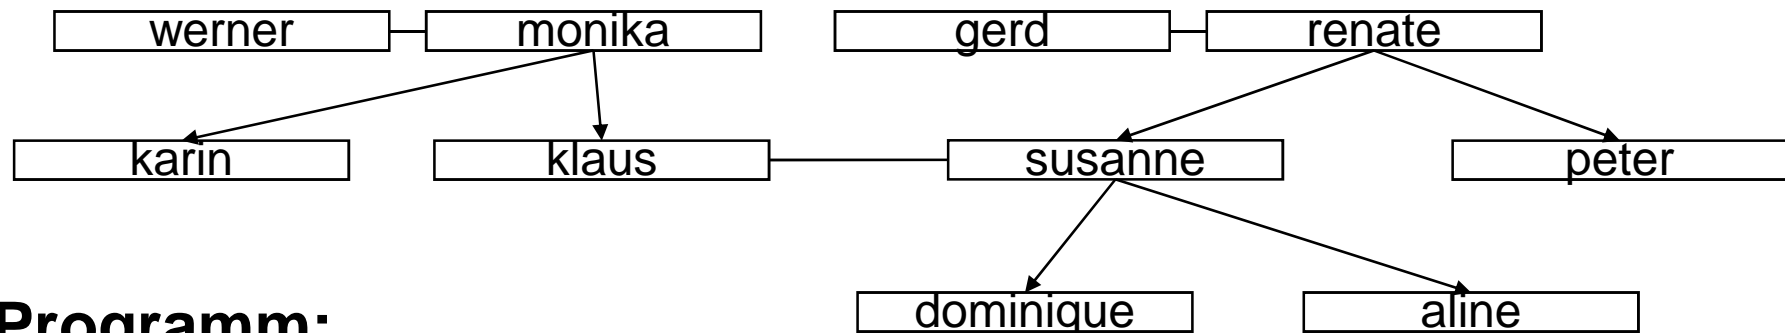 werner monika gerd renate
karin klaus susanne peter
dominique aline
Programm: